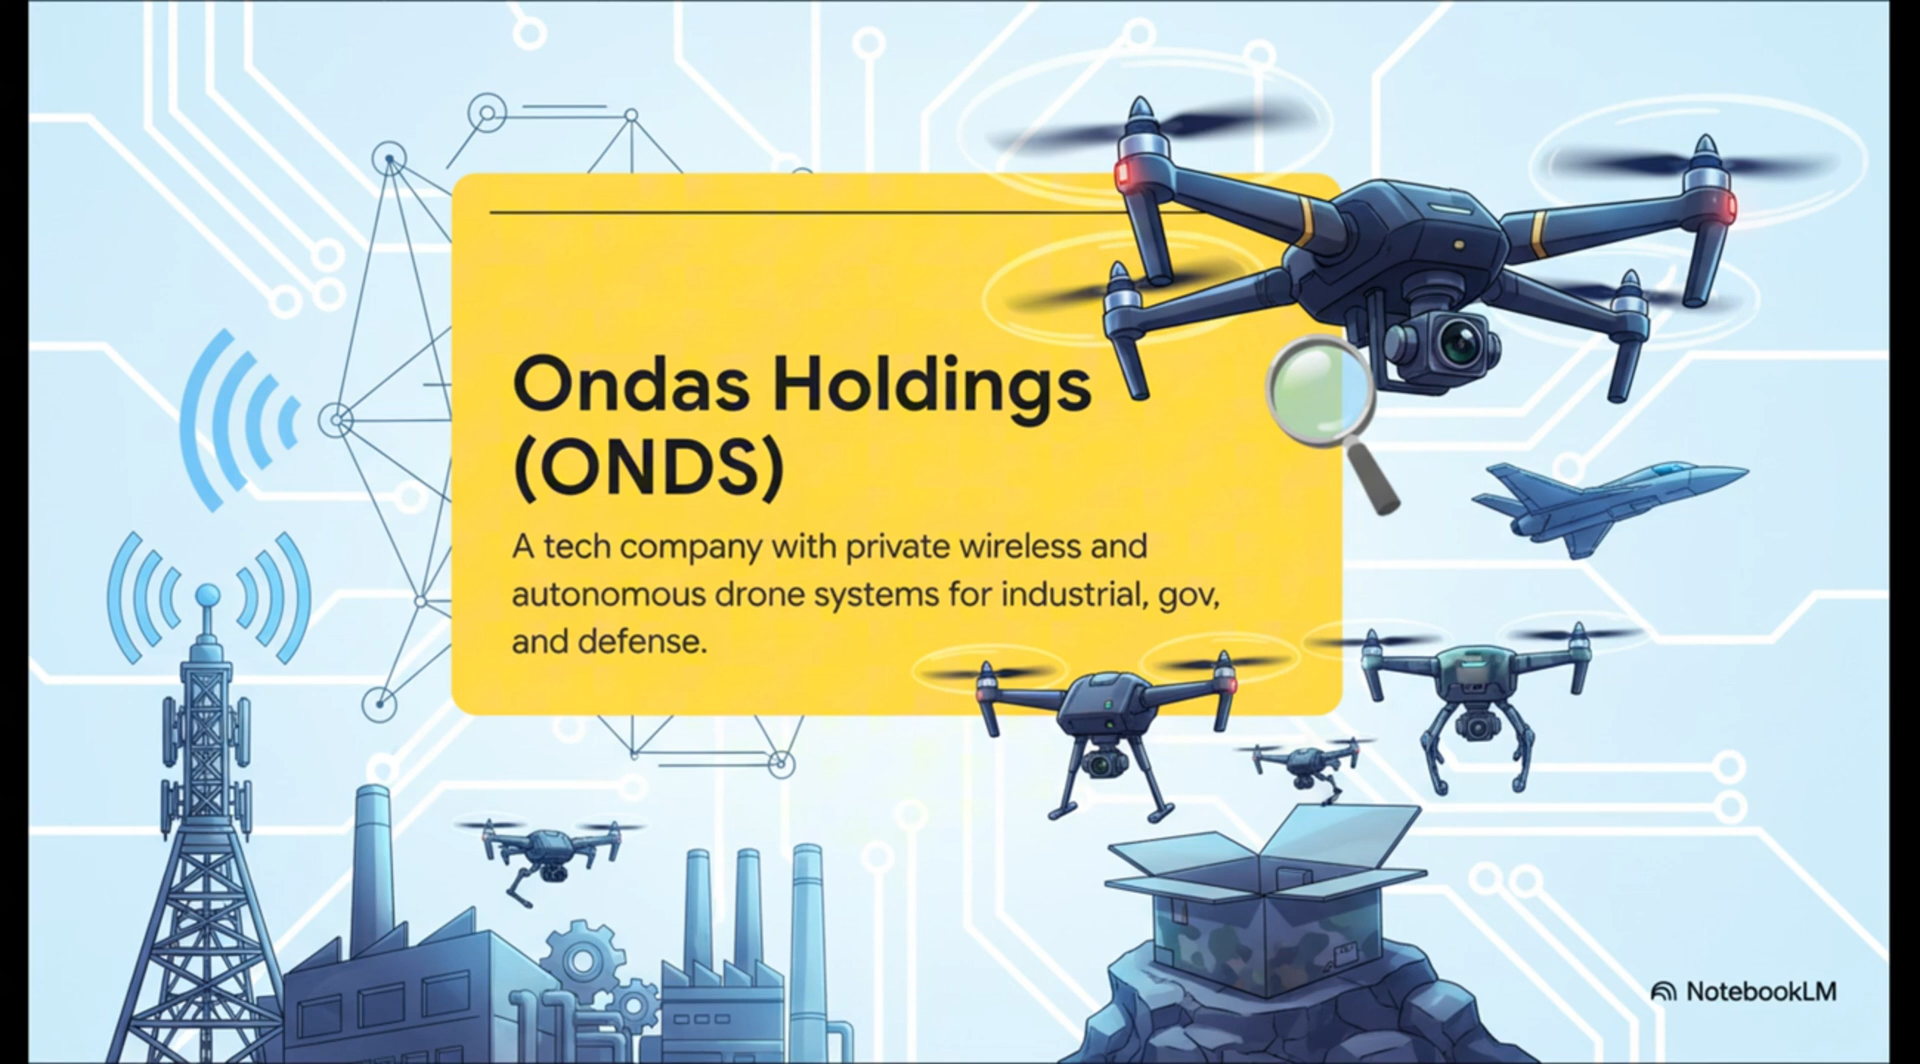 Ondas Holdings
(ONDS)
A tech company with private wireless and
autonomous drone systems for industrial, gov,
and defense.
NotebookLM